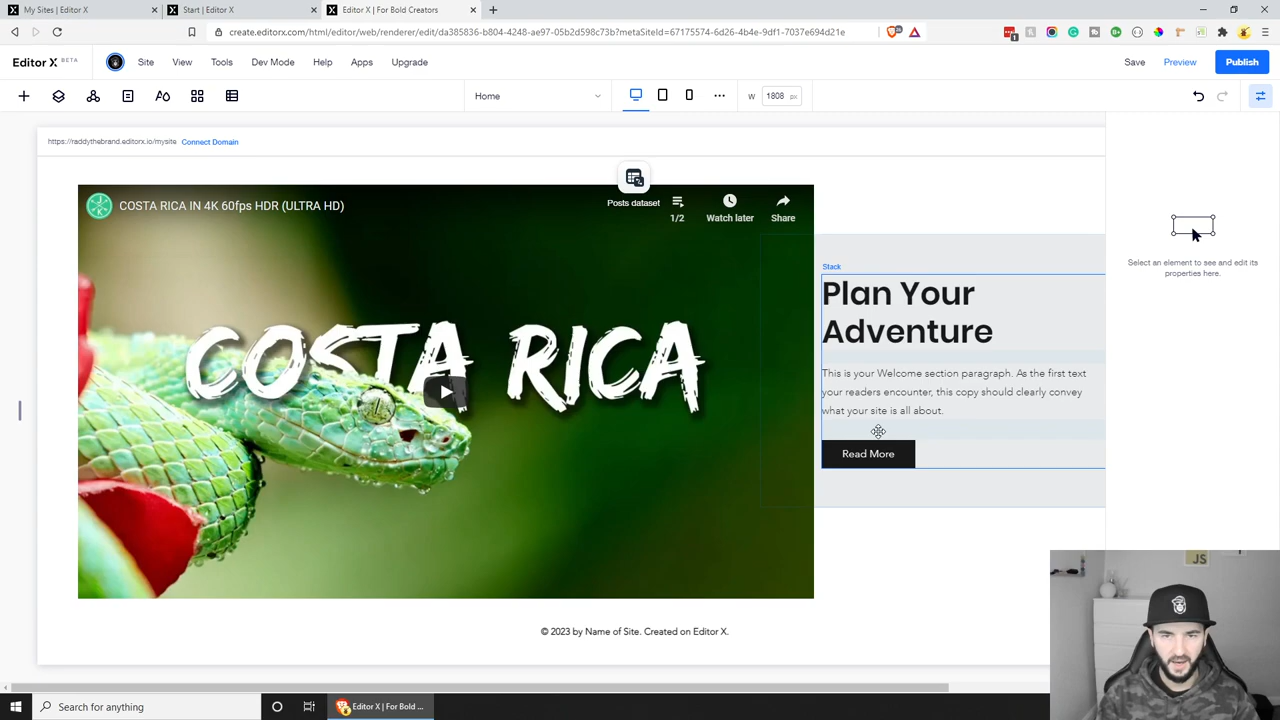 My Sites | Editor X
Start | Editor X
Editor X | For Bold Creators
create.editorx.com/html/editor/web/renderer/edit/da385836-b804-4248-ae97-05b2d598c73b?metaSiteId=67175574-6d26-4b4e-9df1-7037e694d21e
Editor X BETA
Site
View
Tools
Dev Mode
Help
Apps
Upgrade
Save
Preview
Publish
Home
W
1808 px
https://raddythebrand.editorx.io/mysite
Connect Domain
COSTA RICA IN 4K 60fps HDR (ULTRA HD)
Posts dataset
1/2
Watch later
Share
COSTA RICA
Stack
Plan Your
Adventure
This is your Welcome section paragraph. As the first text
your readers encounter, this copy should clearly convey
what your site is all about.
Read More
Select an element to see and edit its
properties here.
© 2023 by Name of Site. Created on Editor X.
JS
Search for anything
Editor X | For Bold ...